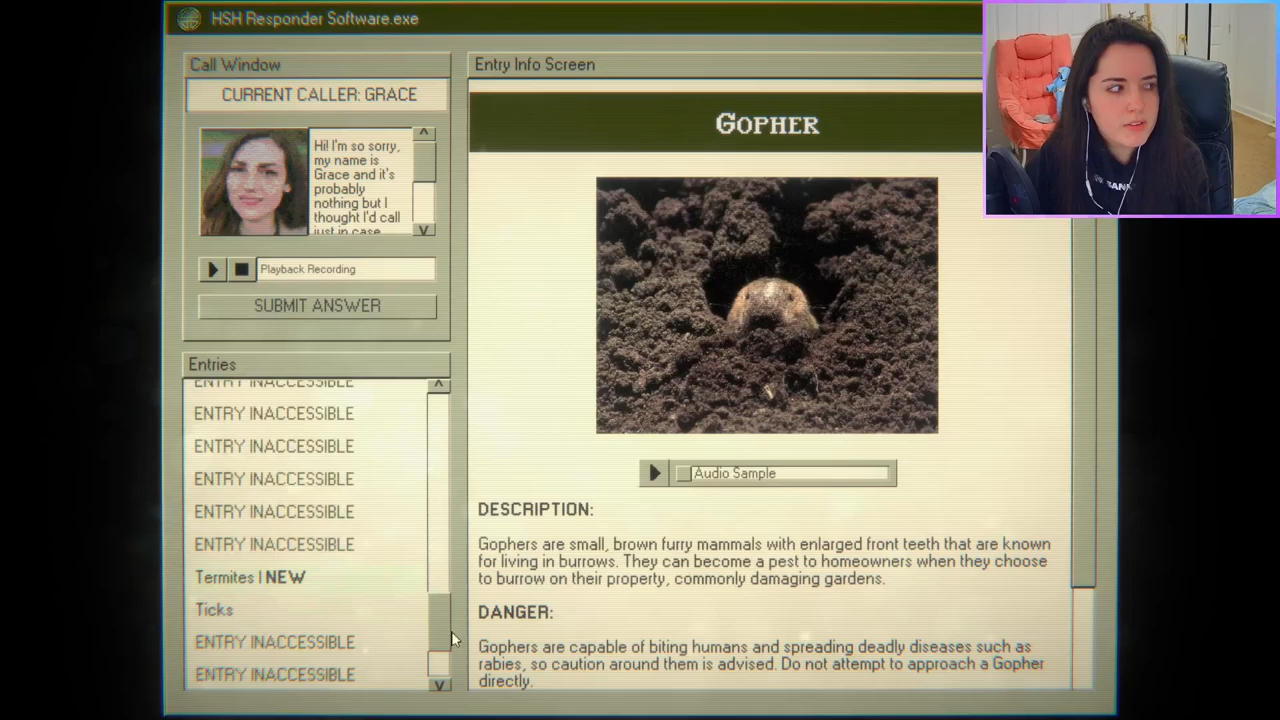 HSH Responder Software.exe
Call Window
CURRENT CALLER: GRACE
Hi! I'm so sorry,
my name is
Grace and it's
probably
nothing but I
thought I'd call
just in case
Playback Recording
SUBMIT ANSWER
Entries
ENTRY INACCESSIBLE
ENTRY INACCESSIBLE
ENTRY INACCESSIBLE
ENTRY INACCESSIBLE
ENTRY INACCESSIBLE
ENTRY INACCESSIBLE
Termites | NEW
Ticks
ENTRY INACCESSIBLE
ENTRY INACCESSIBLE
Entry Info Screen
GOPHER
Audio Sample
DESCRIPTION:
Gophers are small, brown furry mammals with enlarged front teeth that are known
for living in burrows. They can become a pest to homeowners when they choose
to burrow on their property, commonly damaging gardens.
DANGER:
Gophers are capable of biting humans and spreading deadly diseases such as
rabies, so caution around them is advised. Do not attempt to approach a Gopher
directly.